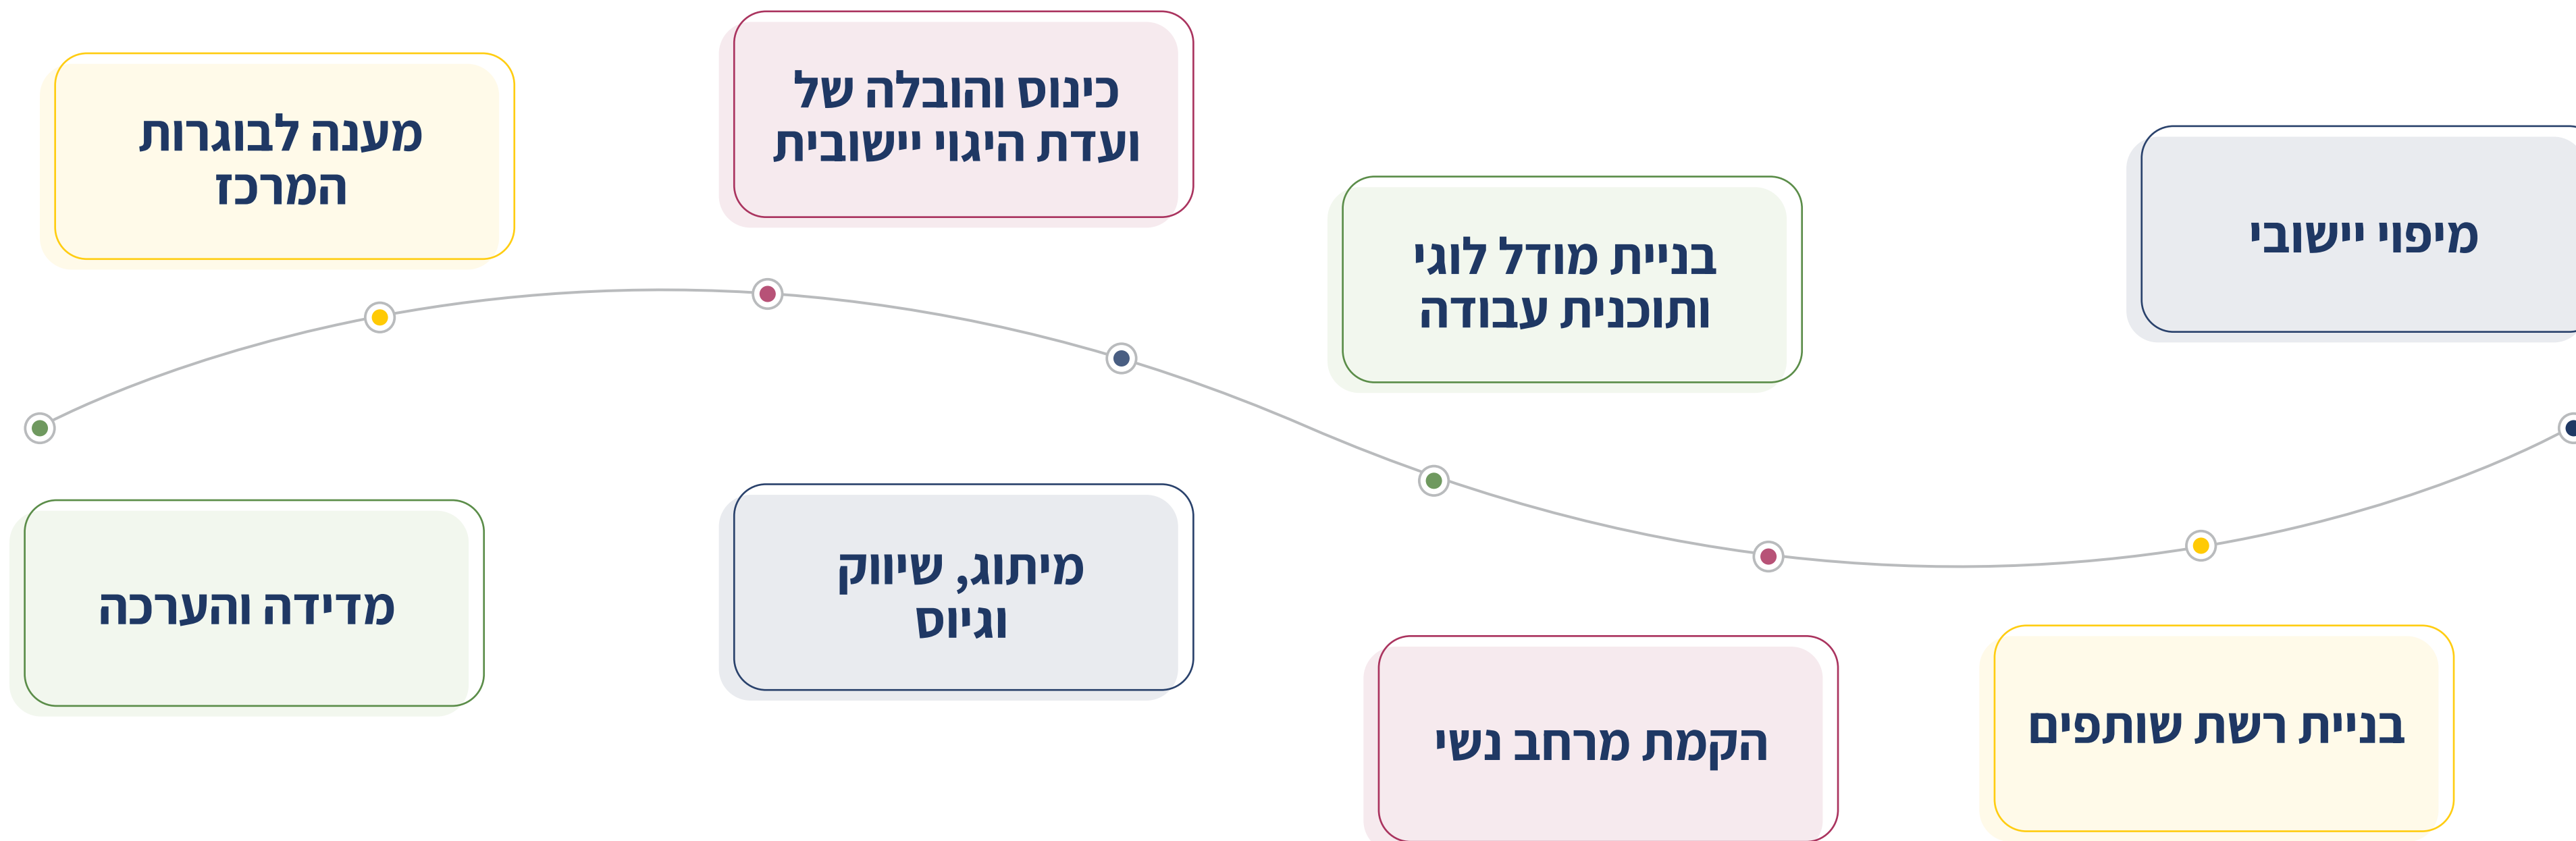 מיפוי יישובי
בניית רשת שותפים
הקמת מרחב נשי
בניית מודל לוגי
ותוכנית עבודה
מיתוג, שיווק
וגיוס
כינוס והובלה של
ועדת היגוי יישובית
מענה לבוגרות
המרכז
מדידה והערכה